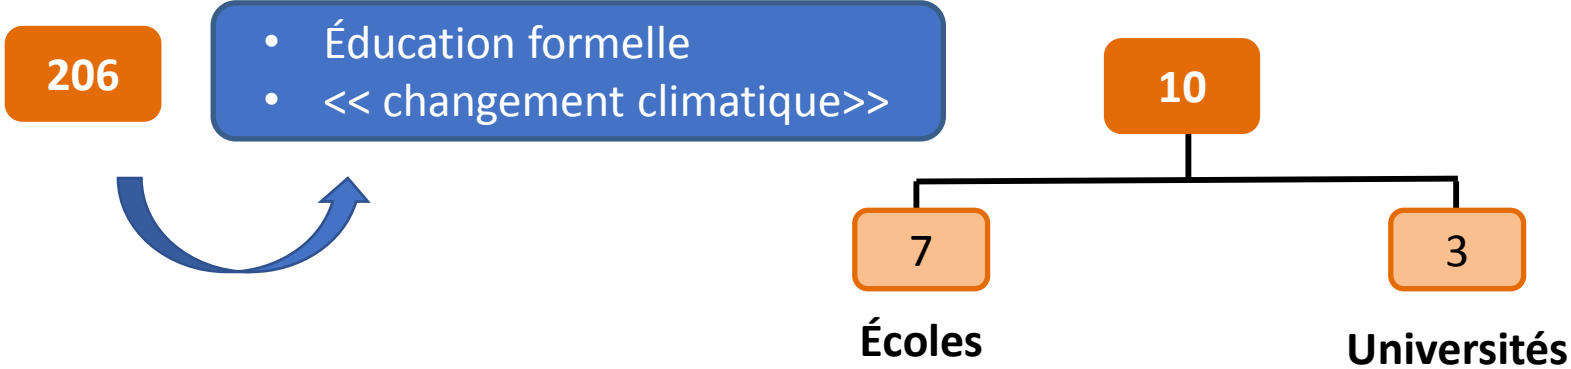 206
• Éducation formelle
• << changement climatique>>
10
7
3
Écoles
Universités